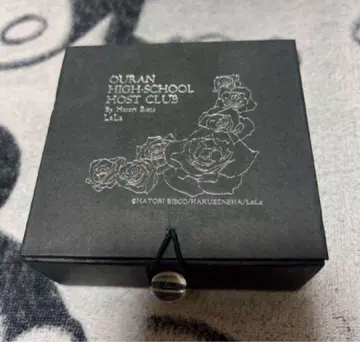 OURAN
HIGH-SCHOOL
HOST CLUB
By Hatori Bisco
LaLa
©HATORI BISCO/HAKUSENSHA/LaLa